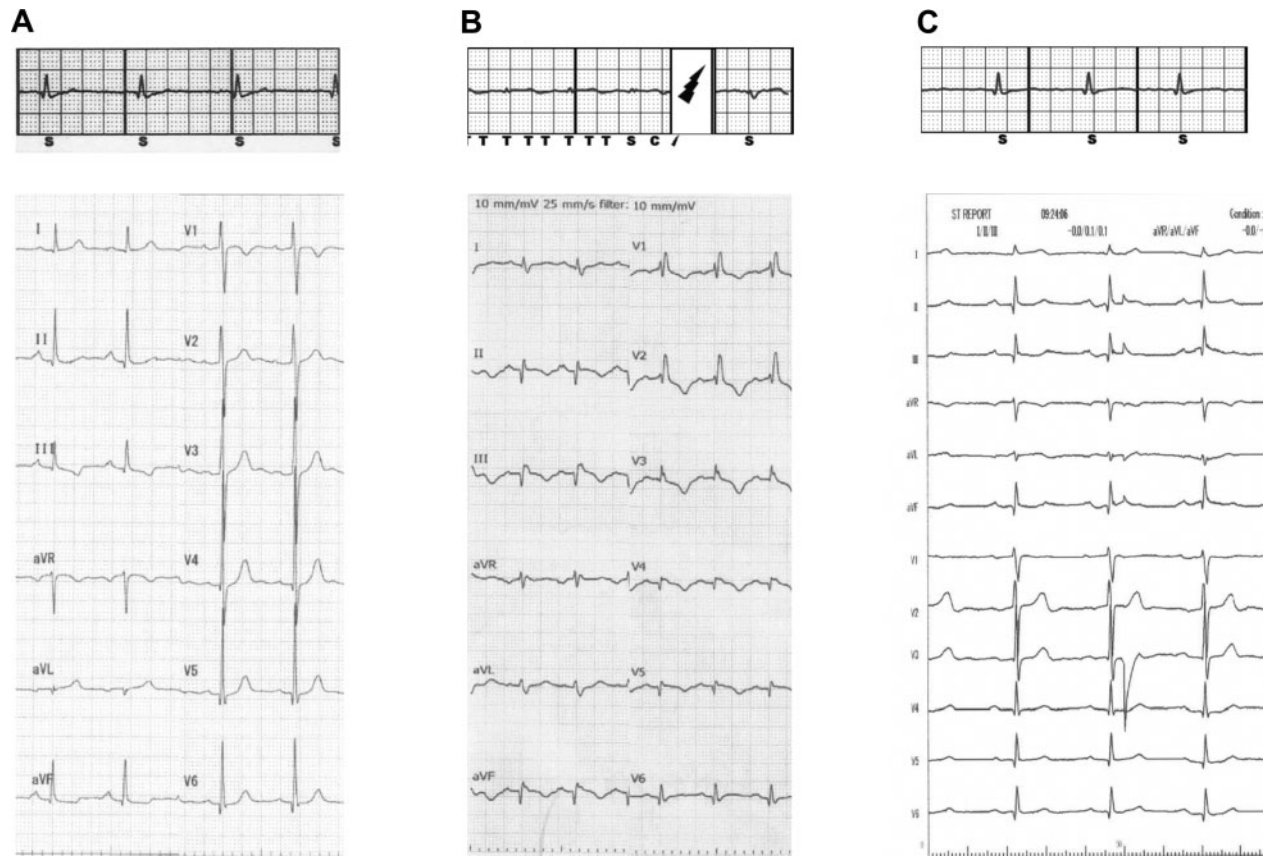 A
B
C
S S S S
T T T T T T T T S C S
S S S
I V1
II V2
III V3
aVR V4
aVL V5
aVF V6
10 mm/mV 25 mm/s filter: 10 mm/mV
I V1
II V2
III V3
aVR V4
aVL V5
aVF V6
ST REPORT 09:24:06 Condition:
I/II/III -0.0/0.1/0.1 aVR/aVL/aVF -0.0/-
I
II
III
aVR
aVL
aVF
V1
V2
V3
V4
V5
V6